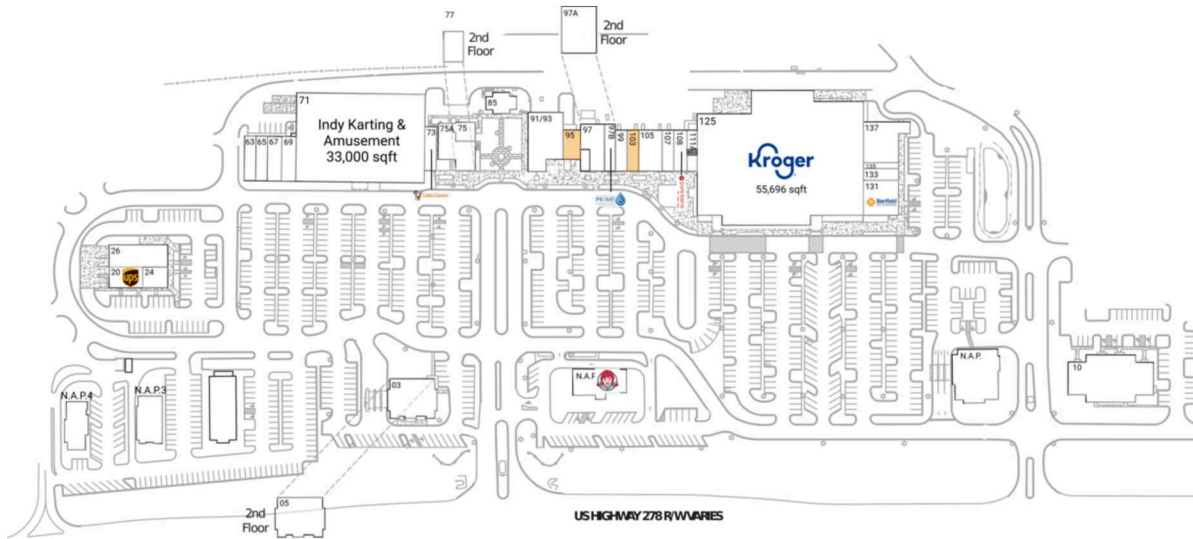 77
2nd
Floor
97A
2nd
Floor
71
Indy Karting &
Amusement
33,000 sqft
63
65
67
69
73
75A
75
85
91/93
95
97
97B
99
103
105
107
108
111A
125
Kroger
55,696 sqft
137
135
133
131
Banfield
PRIME
26
20
ups
24
N.A.P.4
N.A.P.3
03
N.A.P.
N.A.P.
10
05
2nd
Floor
US HIGHWAY 278 R/W VARIES